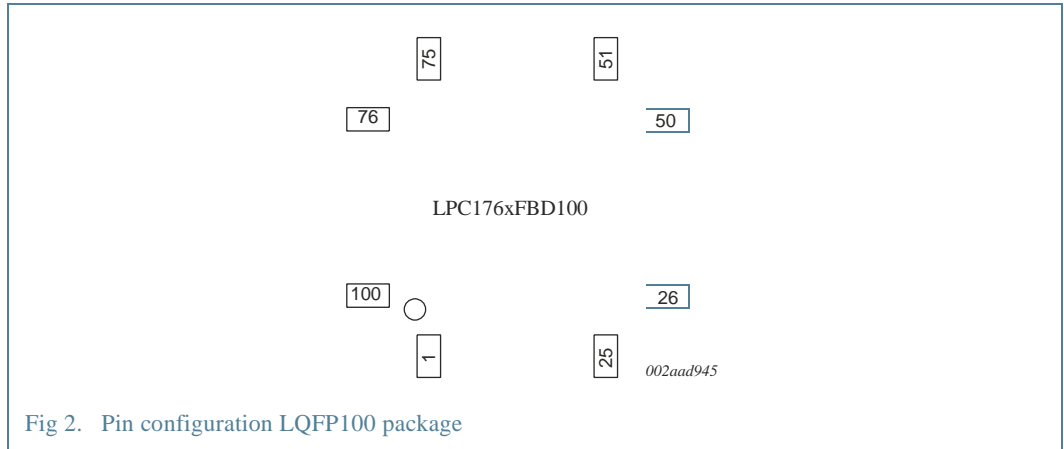 75 51
76 50
LPC176xFBD100
100 26
1 25
002aad945
Fig 2. Pin configuration LQFP100 package